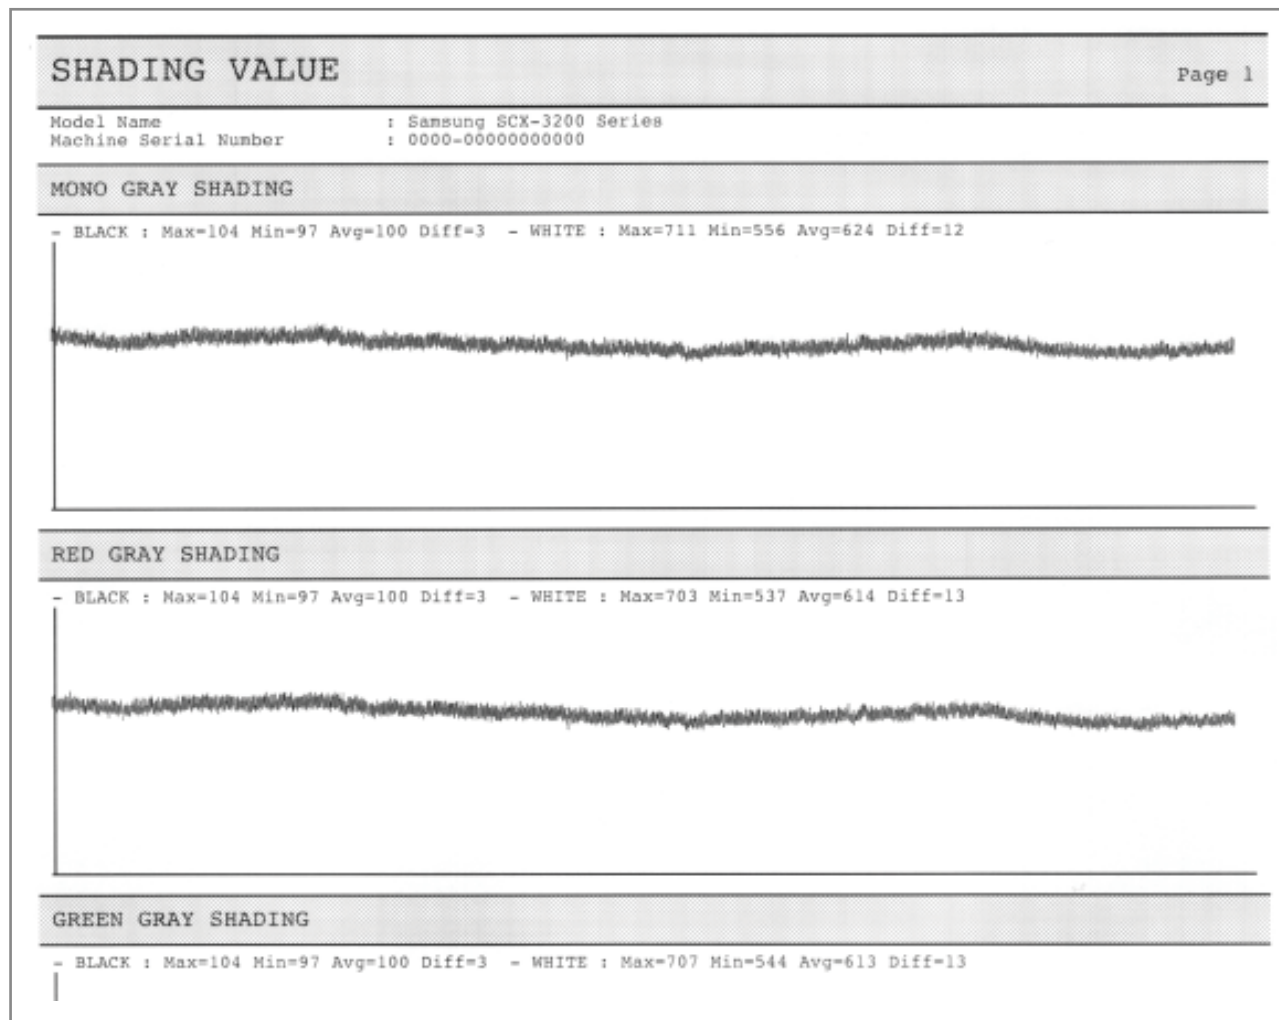 SHADING VALUE Page 1
Model Name : Samsung SCX-3200 Series
Machine Serial Number : 0000-00000000000
MONO GRAY SHADING
- BLACK : Max=104 Min=97 Avg=100 Diff=3 - WHITE : Max=711 Min=556 Avg=624 Diff=12
RED GRAY SHADING
- BLACK : Max=104 Min=97 Avg=100 Diff=3 - WHITE : Max=703 Min=537 Avg=614 Diff=13
GREEN GRAY SHADING
- BLACK : Max=104 Min=97 Avg=100 Diff=3 - WHITE : Max=707 Min=544 Avg=613 Diff=13